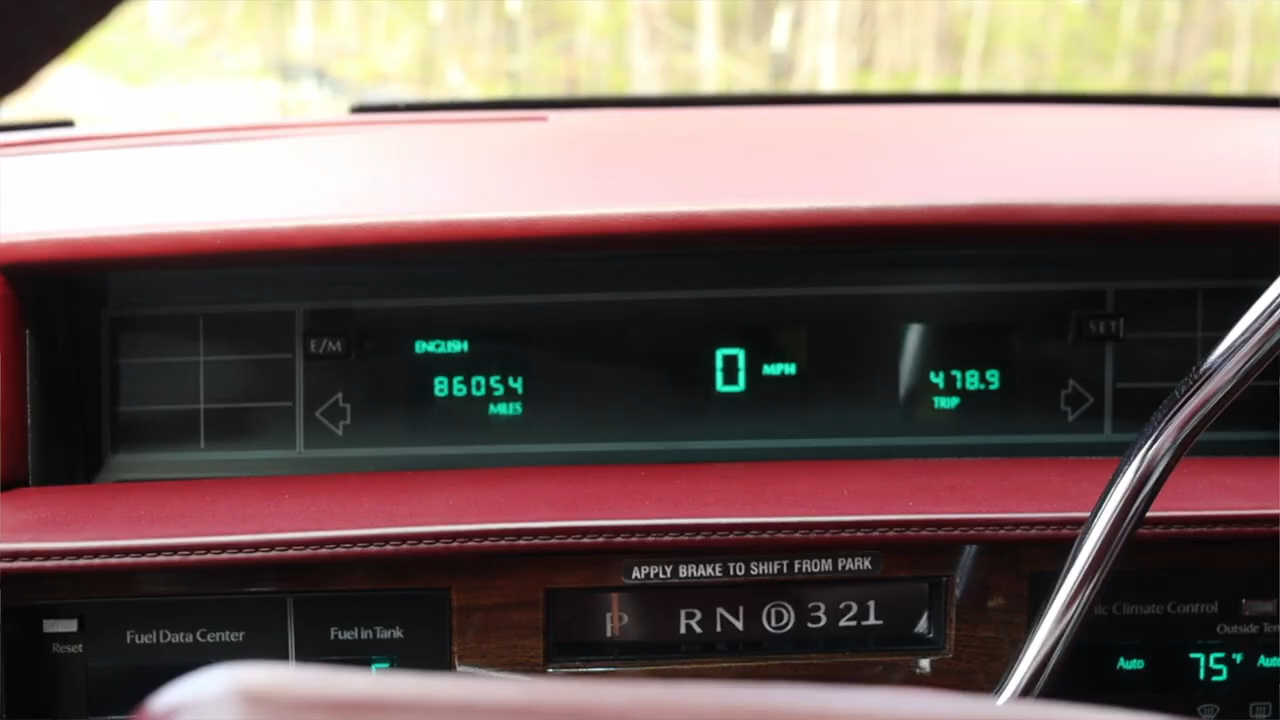 E/M
ENGLISH
86054
MILES
0 MPH
478.9
TRIP
SET
APPLY BRAKE TO SHIFT FROM PARK
P R N D 3 2 1
Reset
Fuel Data Center
Fuel in Tank
Climate Control
Outside
Auto
75°F